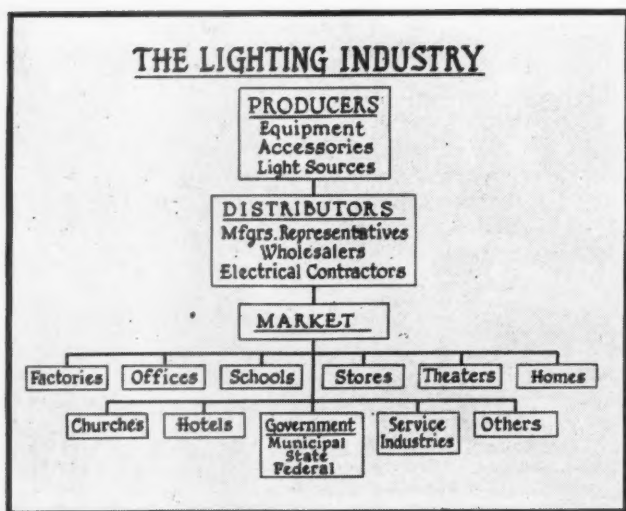 THE LIGHTING INDUSTRY
PRODUCERS
Equipment
Accessories
Light Sources
DISTRIBUTORS
Mfgrs. Representatives
Wholesalers
Electrical Contractors
MARKET
Factories Offices Schools Stores Theaters Homes
Churches Hotels Government Service Industries Others
Municipal
State
Federal